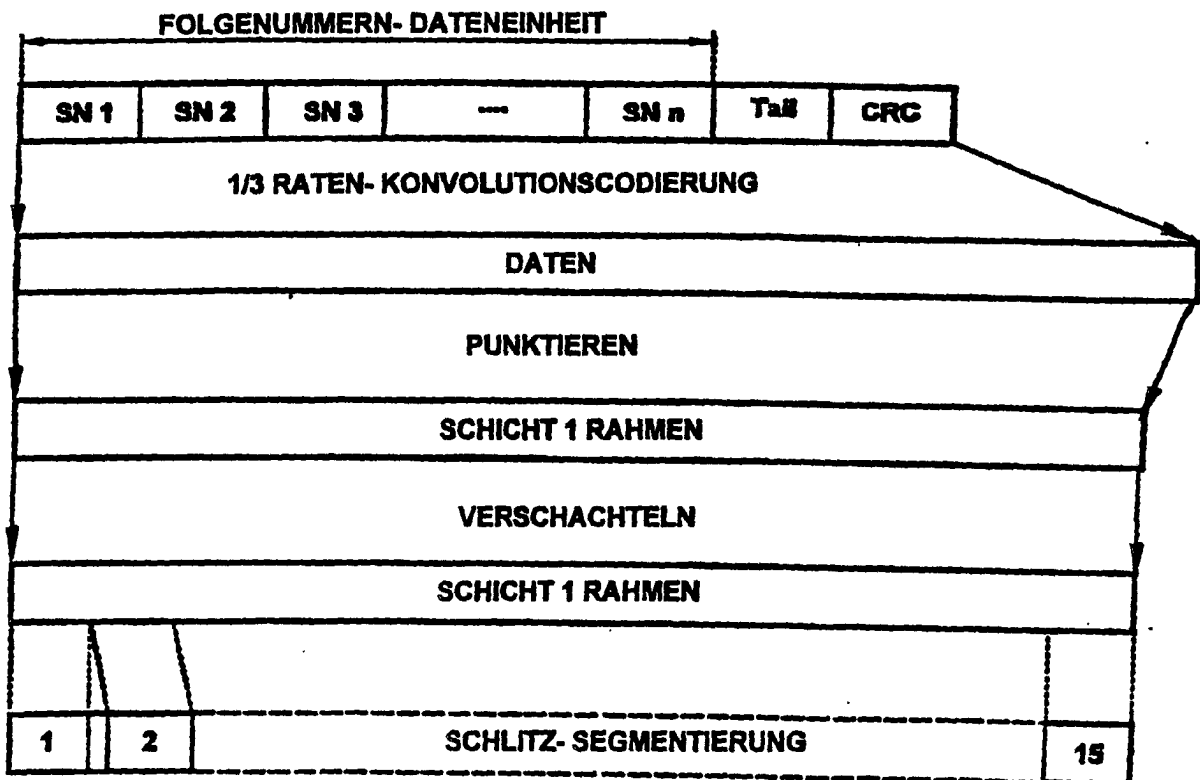 FOLGENUMMERN- DATENEINHEIT
SN 1 SN 2 SN 3 ---- SN n Tail CRC
1/3 RATEN- KONVOLUTIONSCODIERUNG
DATEN
PUNKTIEREN
SCHICHT 1 RAHMEN
VERSCHACHTELN
SCHICHT 1 RAHMEN
1 2 SCHLITZ- SEGMENTIERUNG 15